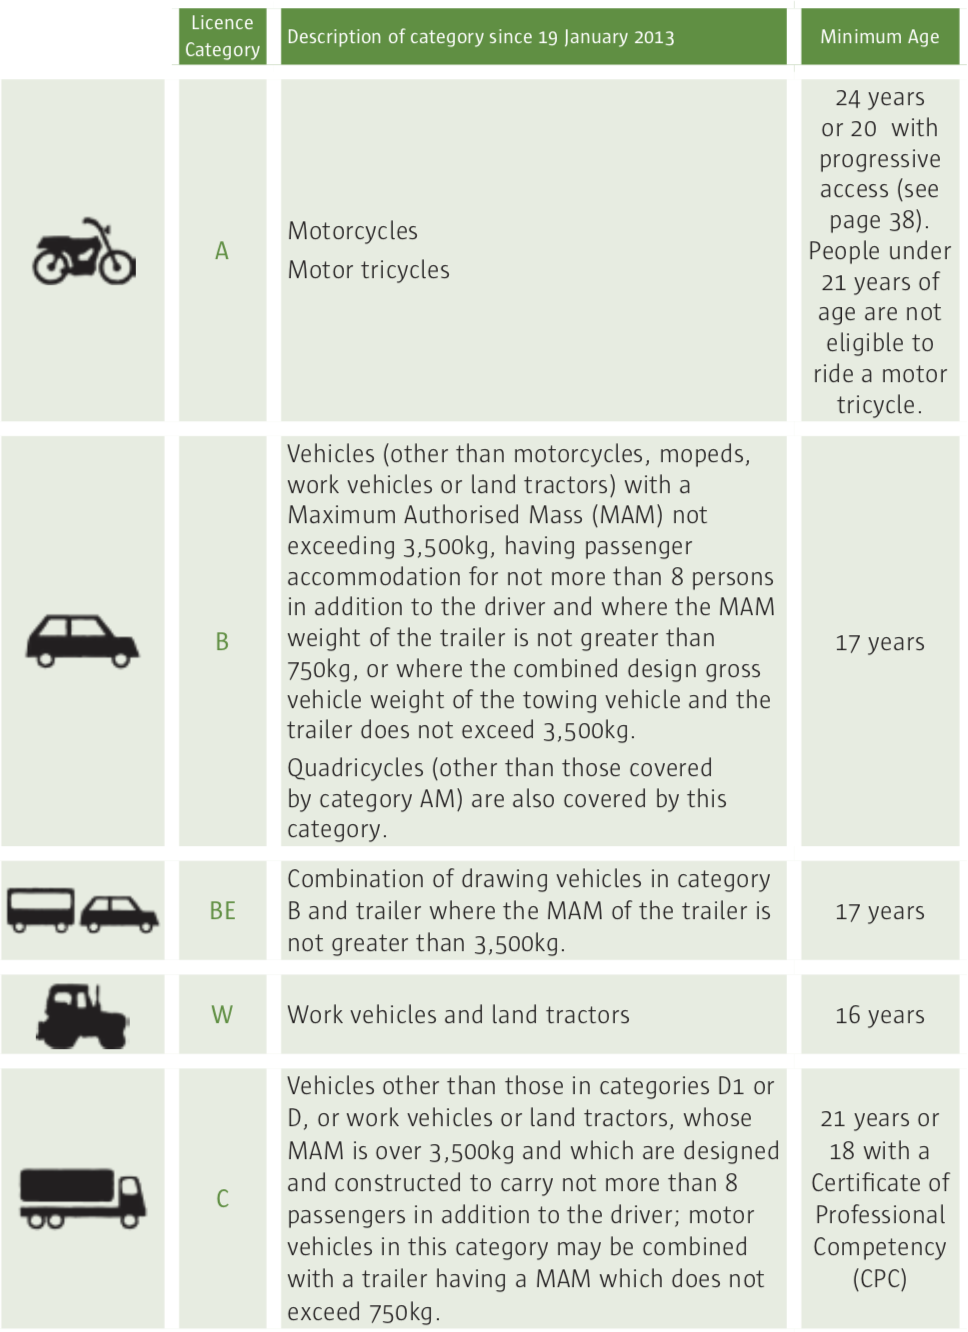 Licence
Category
Description of category since 19 January 2013
Minimum Age
A
Motorcycles
Motor tricycles
24 years
or 20 with
progressive
access (see
page 38).
People under
21 years of
age are not
eligible to
ride a motor
tricycle.
B
Vehicles (other than motorcycles, mopeds,
work vehicles or land tractors) with a
Maximum Authorised Mass (MAM) not
exceeding 3,500kg, having passenger
accommodation for not more than 8 persons
in addition to the driver and where the MAM
weight of the trailer is not greater than
750kg, or where the combined design gross
vehicle weight of the towing vehicle and the
trailer does not exceed 3,500kg.
Quadricycles (other than those covered
by category AM) are also covered by this
category.
17 years
BE
Combination of drawing vehicles in category
B and trailer where the MAM of the trailer is
not greater than 3,500kg.
17 years
W
Work vehicles and land tractors
16 years
C
Vehicles other than those in categories D1 or
D, or work vehicles or land tractors, whose
MAM is over 3,500kg and which are designed
and constructed to carry not more than 8
passengers in addition to the driver; motor
vehicles in this category may be combined
with a trailer having a MAM which does not
exceed 750kg.
21 years or
18 with a
Certificate of
Professional
Competency
(CPC)